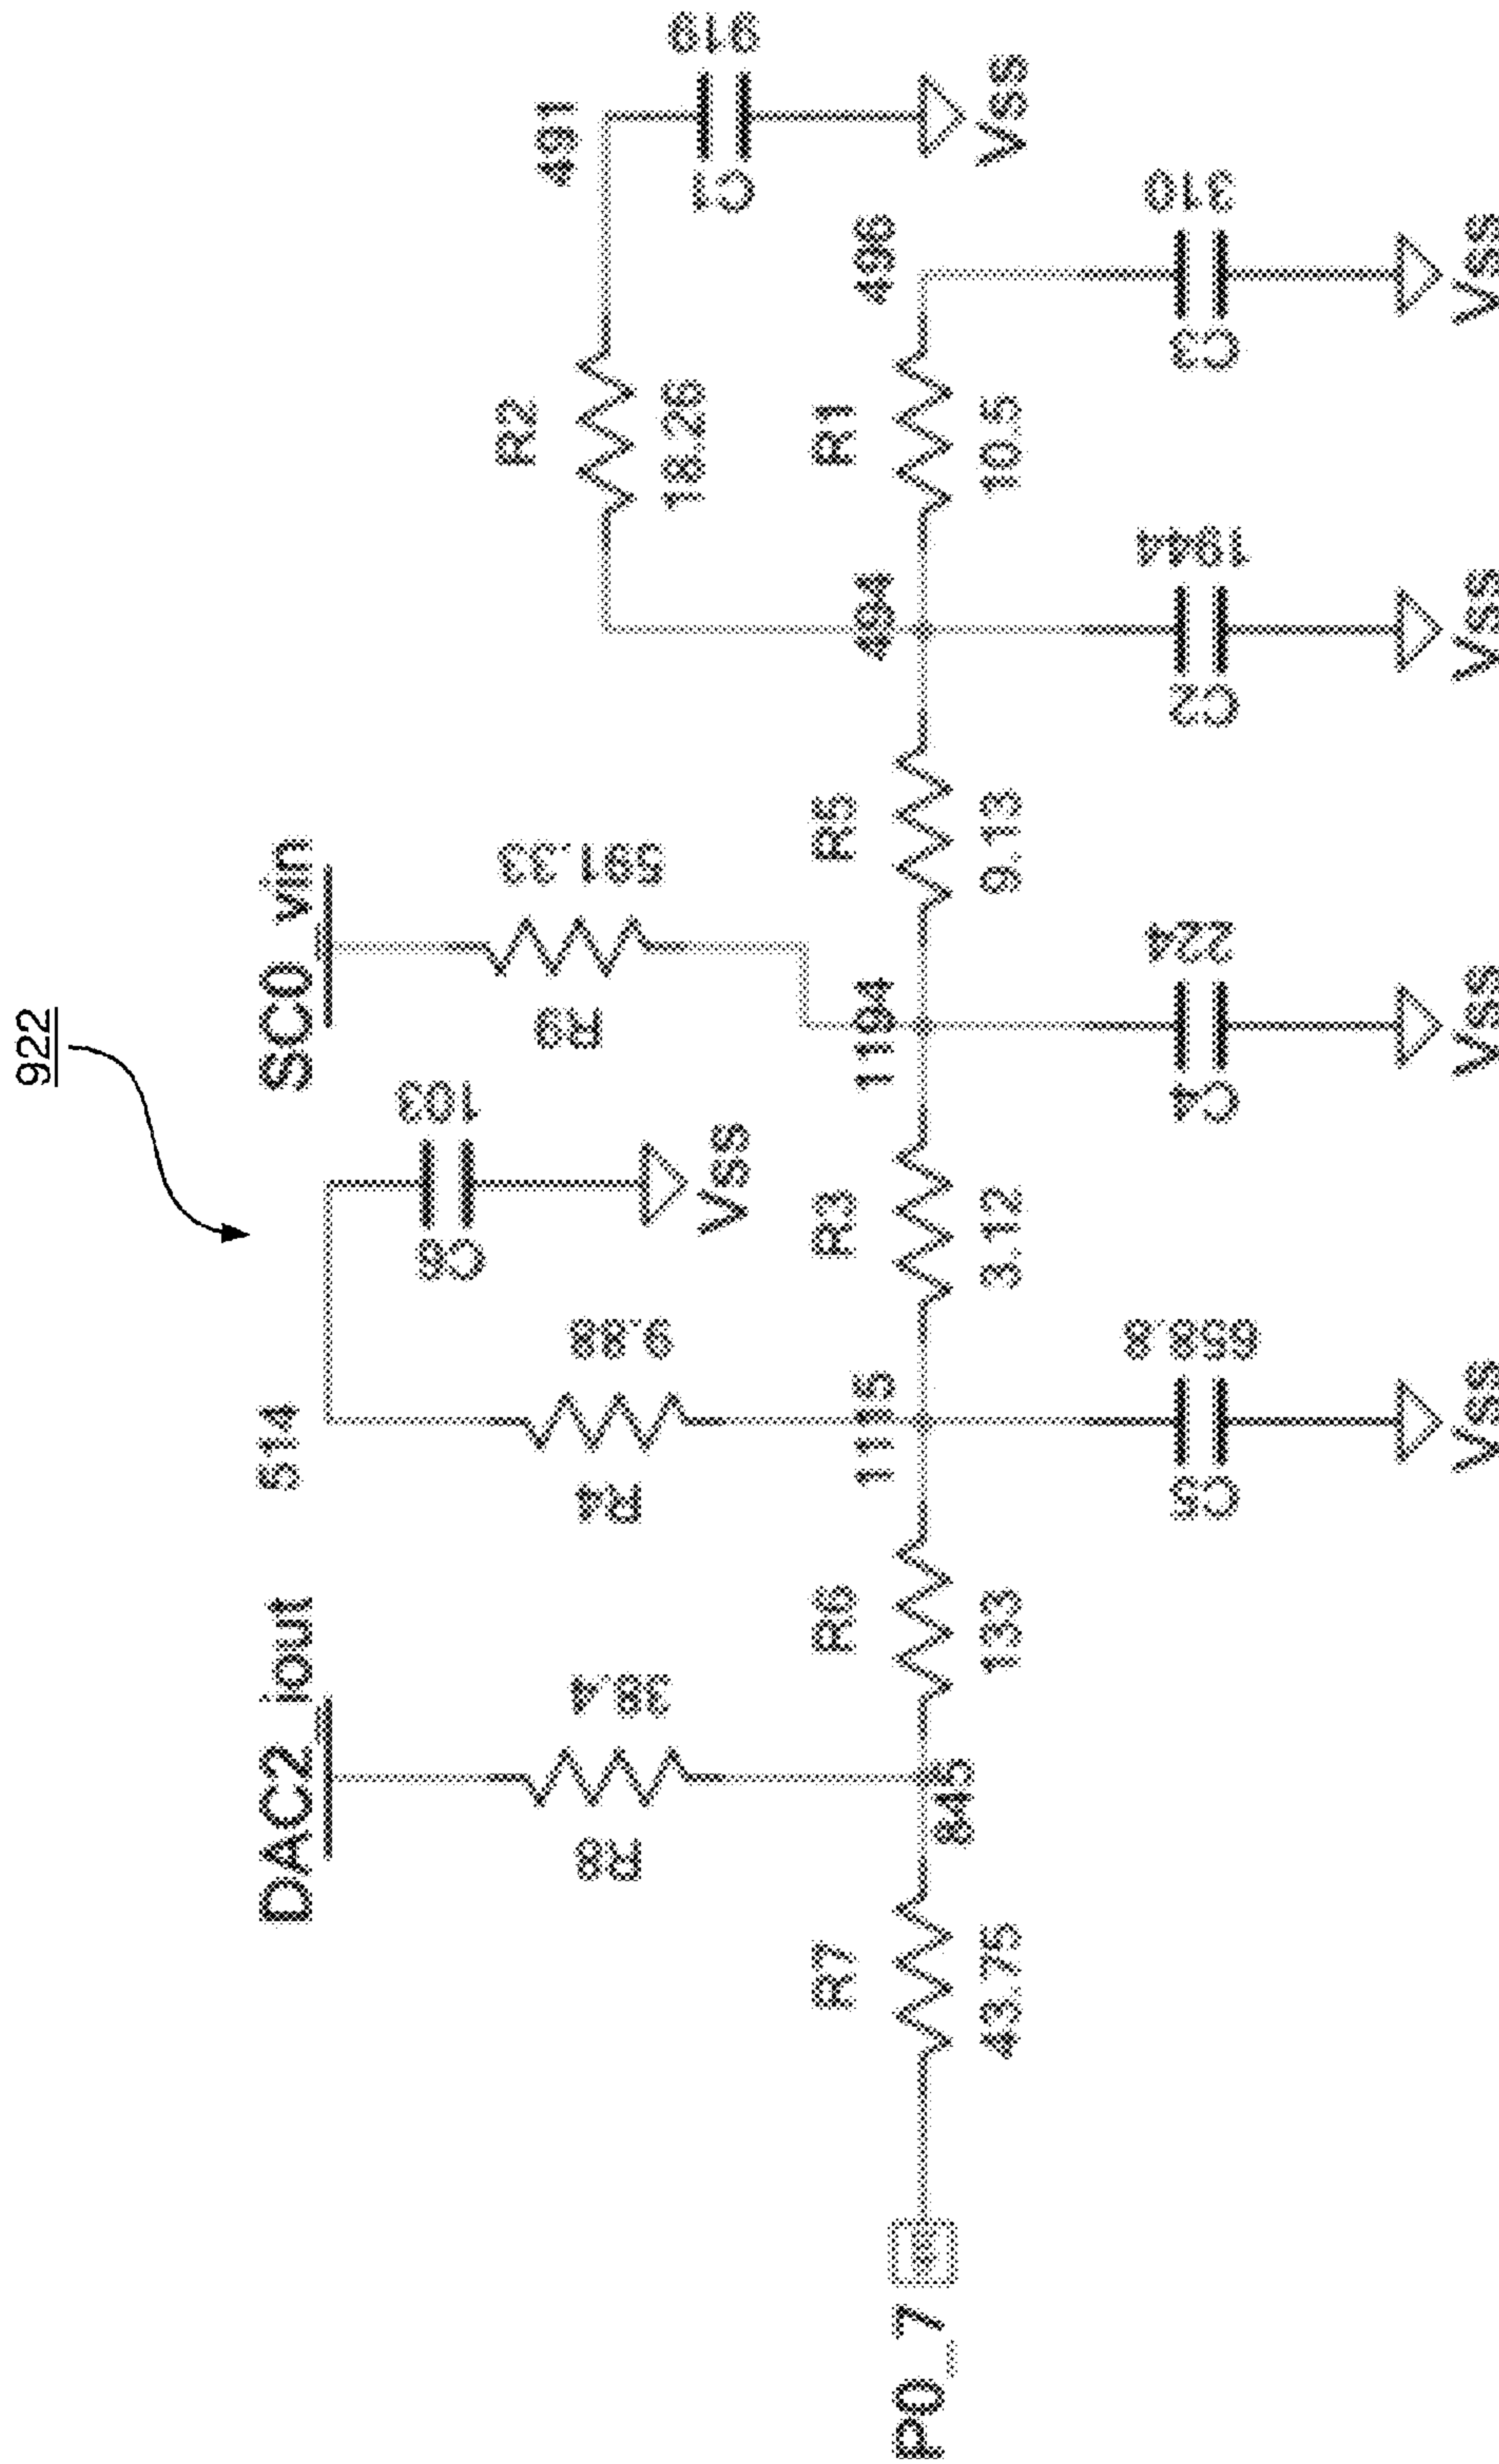 922
DAC2_iout
SC0_vin
514
C6
103
Vss
R8
38.4
R4
9.88
R9
591.33
R2
18.26
491
C1
919
Vss
P0_7
R7
43.75
845
R6
133
1115
R3
3.12
1194
R5
9.13
494
R1
10.5
496
C5
658.8
Vss
C4
224
Vss
C2
1944
Vss
C3
310
Vss